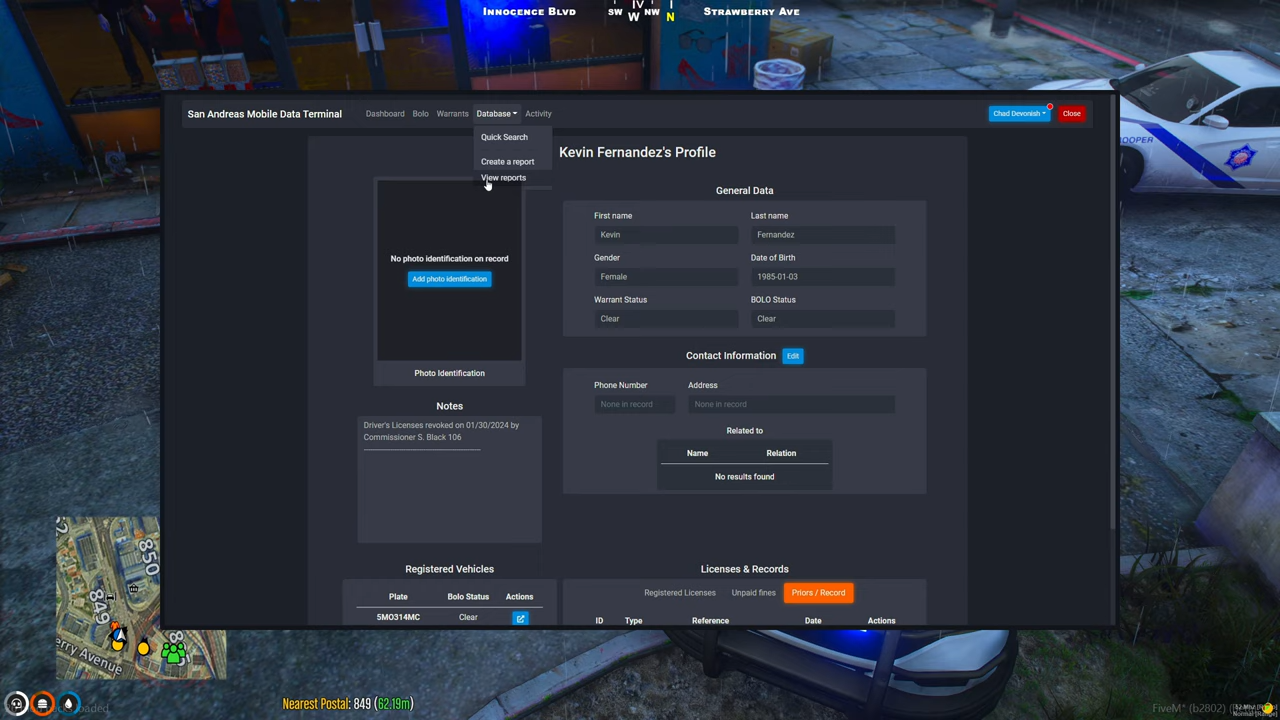 INNOCENCE BLVD
SW
W
NW
N
STRAWBERRY AVE
San Andreas Mobile Data Terminal
Dashboard
Bolo
Warrants
Database
Activity
Chad Devonish
Close
Quick Search
Create a report
View reports
Kevin Fernandez's Profile
No photo identification on record
Add photo identification
Photo Identification
General Data
First name
Last name
Kevin
Fernandez
Gender
Date of Birth
Female
1985-01-03
Warrant Status
BOLO Status
Clear
Clear
Contact Information
Edit
Phone Number
Address
None in record
None in record
Related to
Name
Relation
No results found
Notes
Driver's Licenses revoked on 01/30/2024 by
Commissioner S. Black 106
Registered Vehicles
Plate
Bolo Status
Actions
5MO314MC
Clear
Licenses & Records
Registered Licenses
Unpaid fines
Priors / Record
ID
Type
Reference
Date
Actions
OOPER
850
849
8
erry Avenue
Nearest Postal: 849 (62.19m)
FiveM* (b2802)